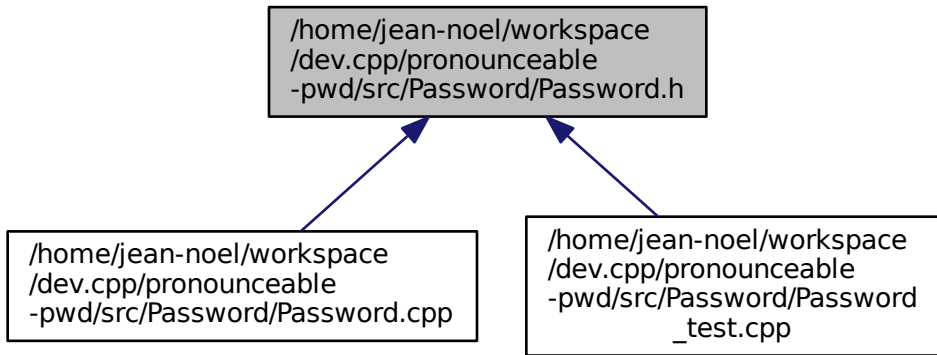 /home/jean-noel/workspace
/dev.cpp/pronounceable
-pwd/src/Password/Password.h
/home/jean-noel/workspace
/dev.cpp/pronounceable
-pwd/src/Password/Password.cpp
/home/jean-noel/workspace
/dev.cpp/pronounceable
-pwd/src/Password/Password
_test.cpp